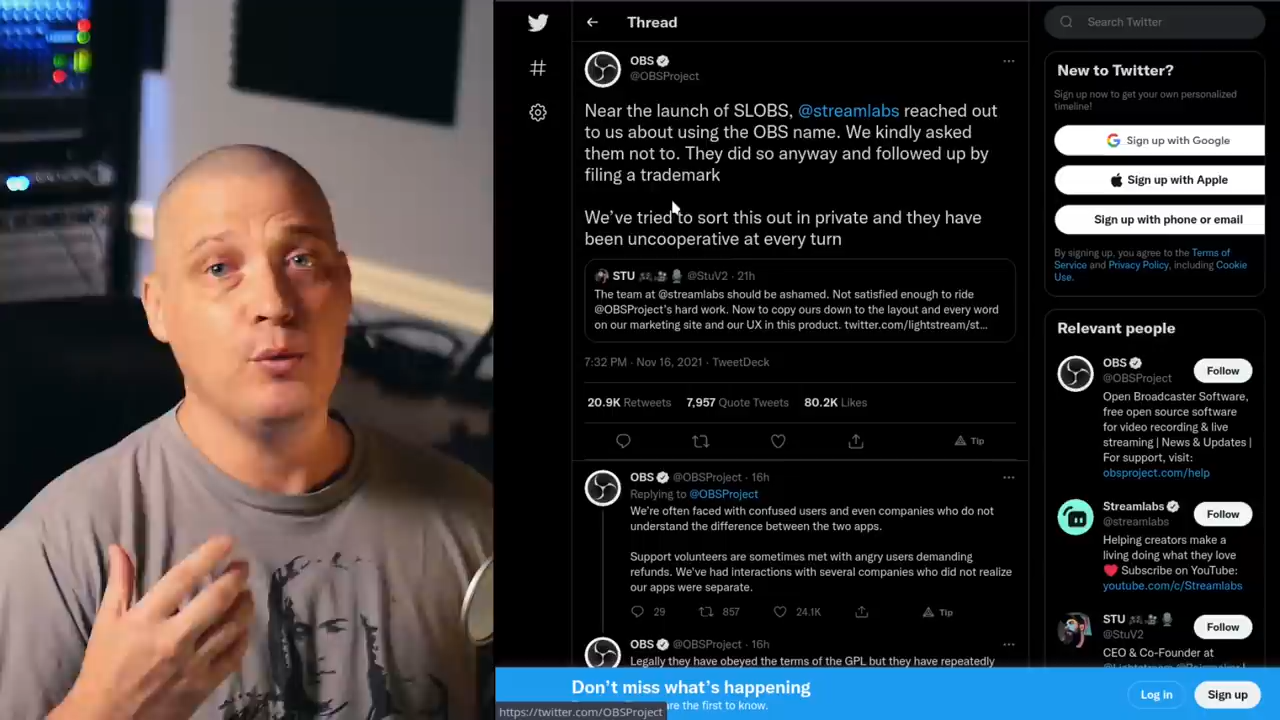 Thread
Search Twitter
OBS
@OBSProject
Near the launch of SLOBS, @streamlabs reached out
to us about using the OBS name. We kindly asked
them not to. They did so anyway and followed up by
filing a trademark
We've tried to sort this out in private and they have
been uncooperative at every turn
STU @StuV2 · 21h
The team at @streamlabs should be ashamed. Not satisfied enough to ride
@OBSProject's hard work. Now to copy ours down to the layout and every word
on our marketing site and our UX in this product. twitter.com/lightstream/st…
7:32 PM · Nov 16, 2021 · TweetDeck
20.9K Retweets 7,957 Quote Tweets 80.2K Likes
Tip
OBS @OBSProject · 16h
Replying to @OBSProject
We're often faced with confused users and even companies who do not
understand the difference between the two apps.
Support volunteers are sometimes met with angry users demanding
refunds. We've had interactions with several companies who did not realize
our apps were separate.
29 857 24.1K Tip
OBS @OBSProject · 16h
Legally they have obeyed the terms of the GPL but they have repeatedly
New to Twitter?
Sign up now to get your own personalized
timeline!
Sign up with Google
Sign up with Apple
Sign up with phone or email
By signing up, you agree to the Terms of
Service and Privacy Policy, including Cookie
Use.
Relevant people
OBS
@OBSProject
Follow
Open Broadcaster Software,
free open source software
for video recording & live
streaming | News & Updates |
For support, visit:
obsproject.com/help
Streamlabs
@streamlabs
Follow
Helping creators make a
living doing what they love
Subscribe on YouTube:
youtube.com/c/Streamlabs
STU
@StuV2
Follow
CEO & Co-Founder at
Don't miss what's happening
are the first to know.
Log in
Sign up
https://twitter.com/OBSProject